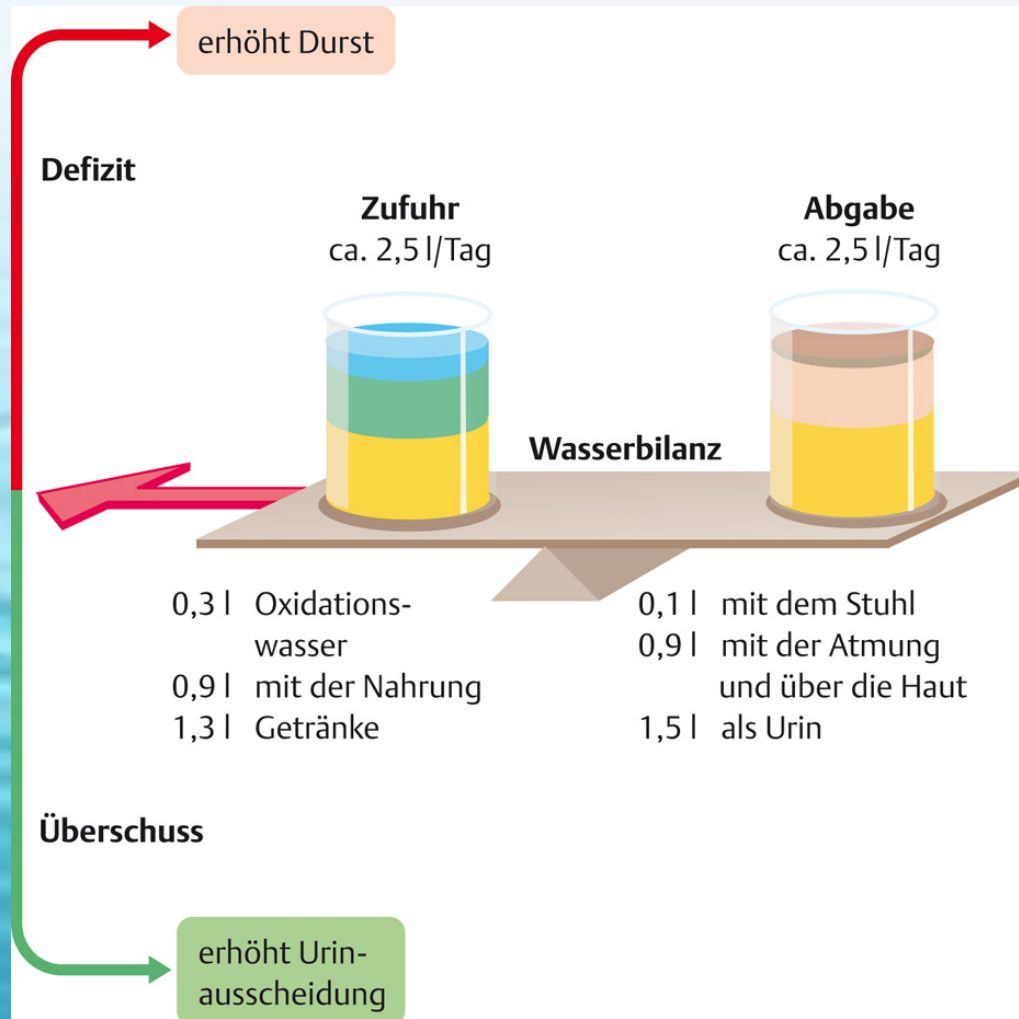 erhöht Durst
Defizit
Zufuhr
ca. 2,5 l/Tag
Abgabe
ca. 2,5 l/Tag
Wasserbilanz
0,3 l Oxidations-
wasser
0,9 l mit der Nahrung
1,3 l Getränke
0,1 l mit dem Stuhl
0,9 l mit der Atmung
und über die Haut
1,5 l als Urin
Überschuss
erhöht Urin-
ausscheidung